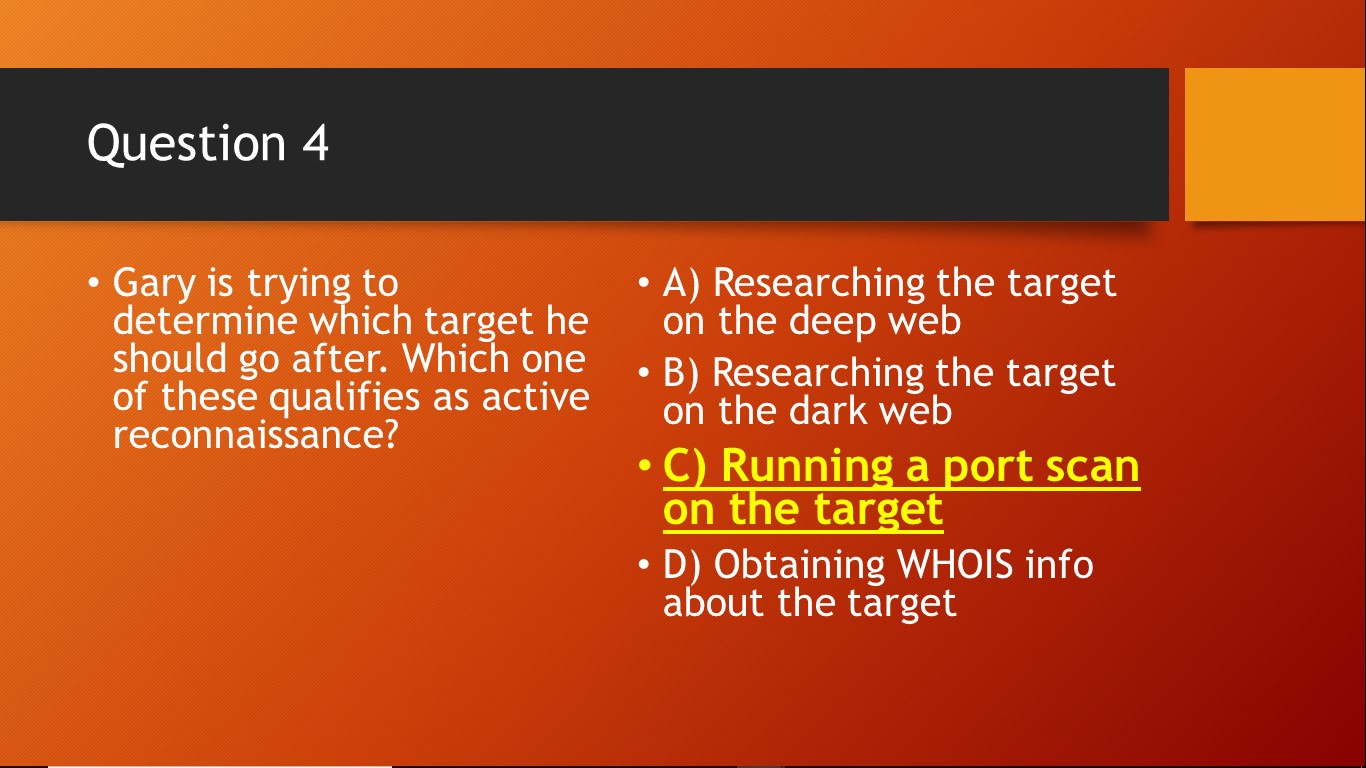 Question 4
• Gary is trying to
determine which target he
should go after. Which one
of these qualifies as active
reconnaissance?
• A) Researching the target
on the deep web
• B) Researching the target
on the dark web
• C) Running a port scan
on the target
• D) Obtaining WHOIS info
about the target